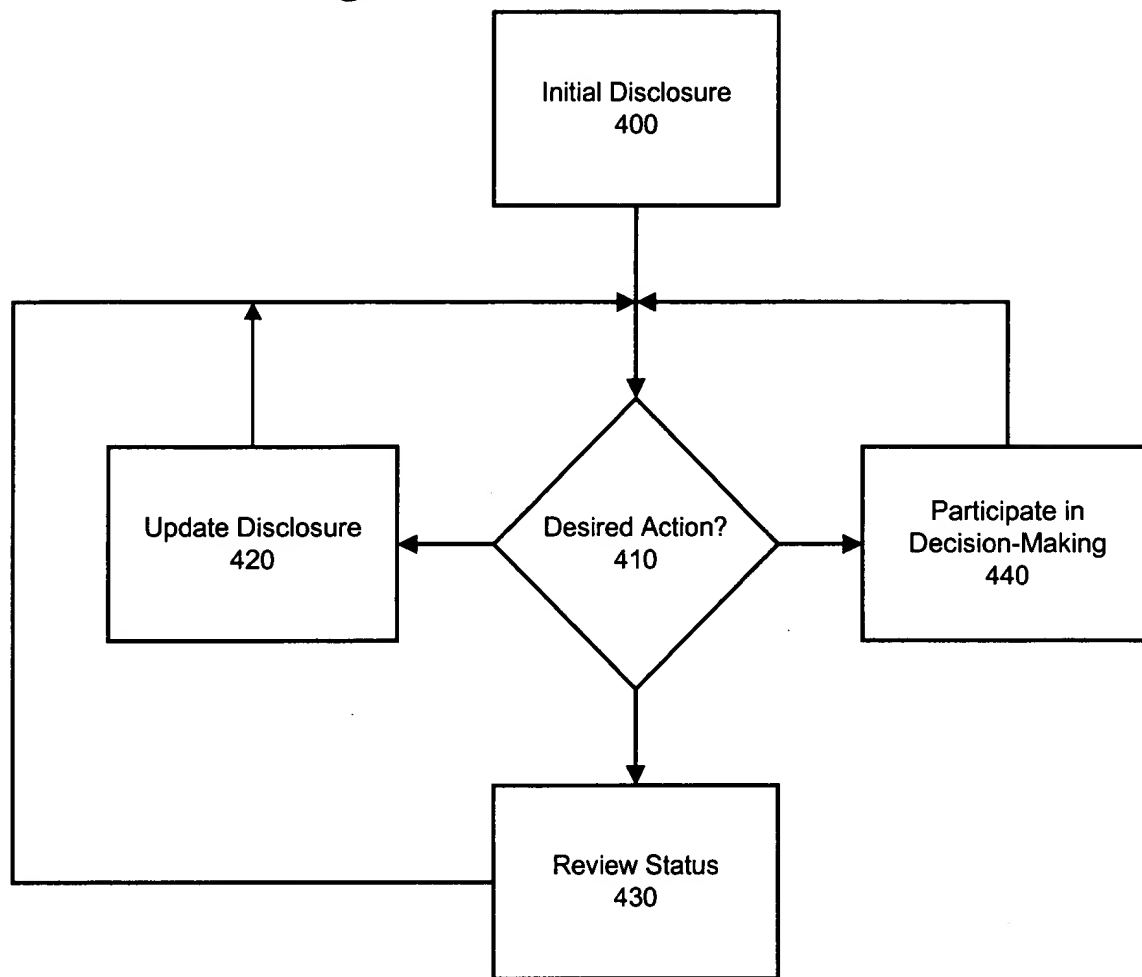 Initial Disclosure
400
Update Disclosure
420
Desired Action?
410
Participate in
Decision-Making
440
Review Status
430